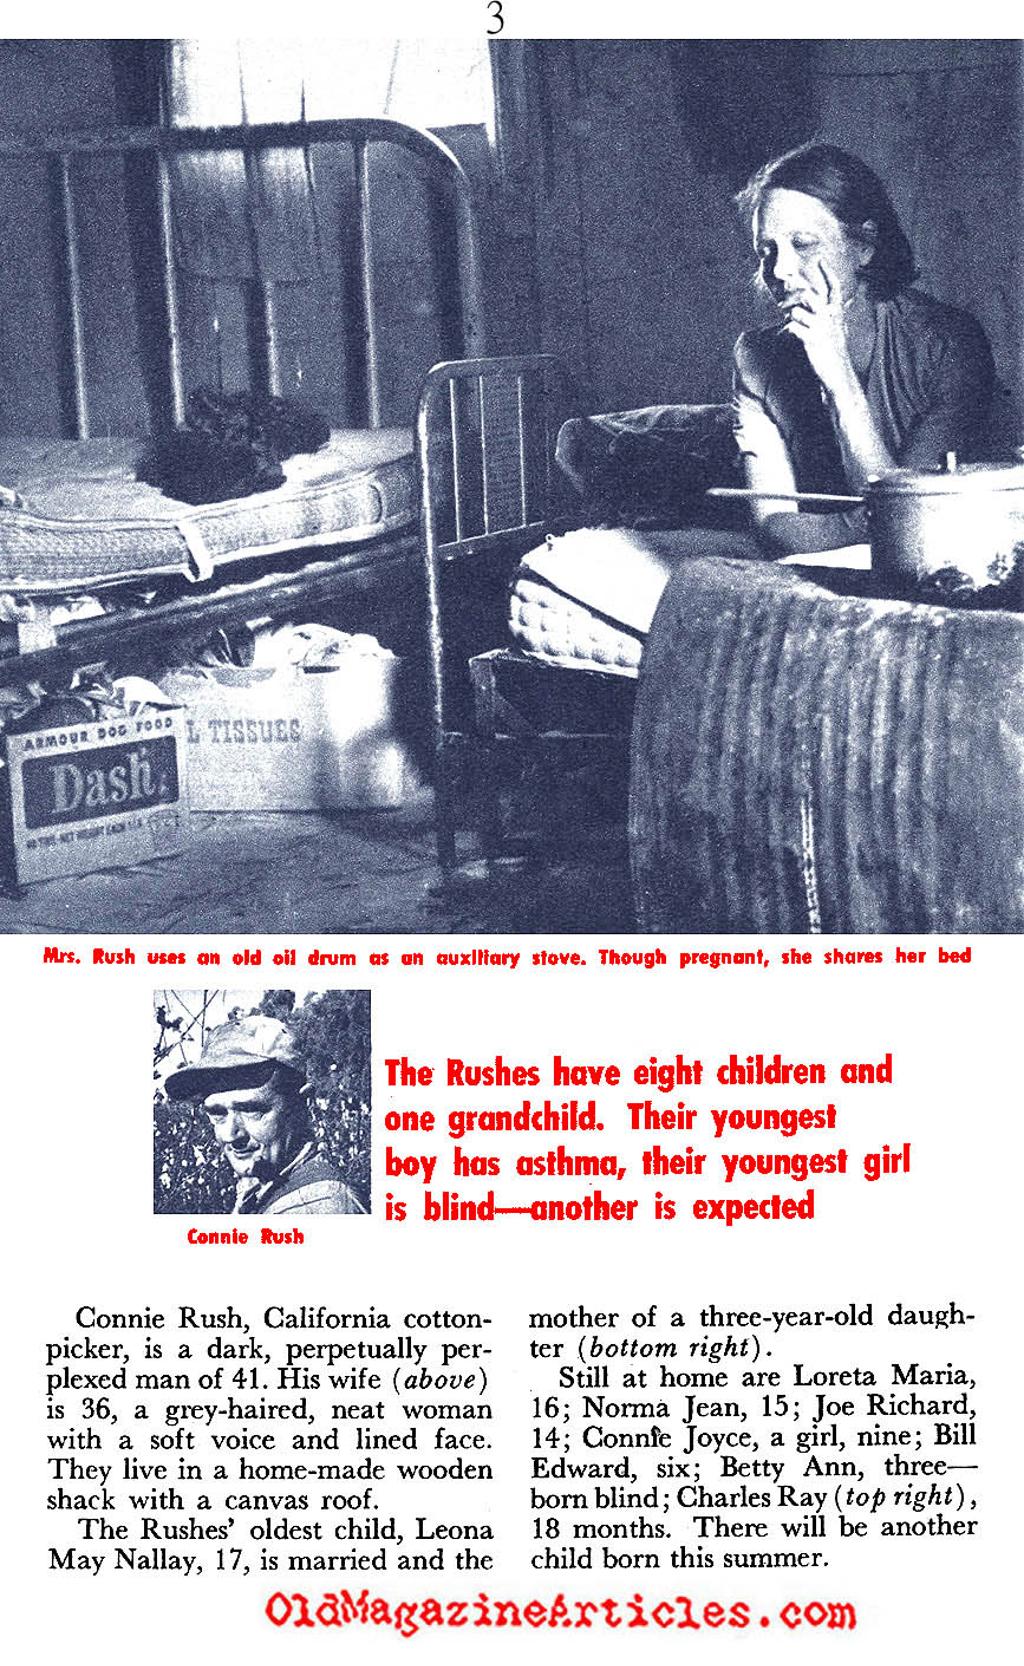 3
ARMOUR DOG FOOD
Dash.
L TISSUES
Mrs. Rush uses an old oil drum as an auxiliary stove. Though pregnant, she shares her bed
The Rushes have eight children and
one grandchild. Their youngest
boy has asthma, their youngest girl
is blind—another is expected
Connie Rush
Connie Rush, California cotton-
picker, is a dark, perpetually per-
plexed man of 41. His wife (above)
is 36, a grey-haired, neat woman
with a soft voice and lined face.
They live in a home-made wooden
shack with a canvas roof.
The Rushes' oldest child, Leona
May Nallay, 17, is married and the
mother of a three-year-old daugh-
ter (bottom right).
Still at home are Loreta Maria,
16; Norma Jean, 15; Joe Richard,
14; Connie Joyce, a girl, nine; Bill
Edward, six; Betty Ann, three—
born blind; Charles Ray (top right),
18 months. There will be another
child born this summer.
OldMagazineArticles.com